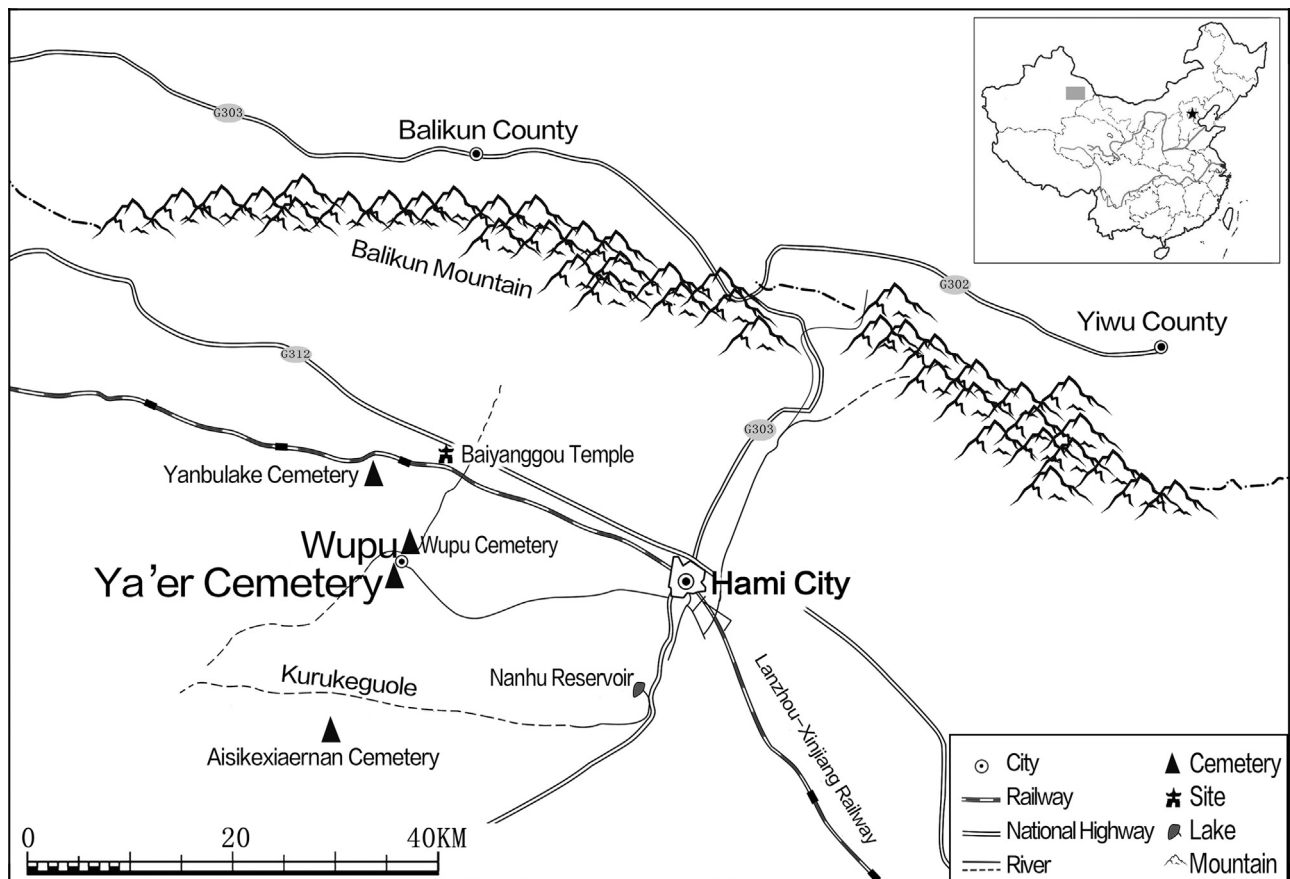 G303
Balikun County
Balikun Mountain
G302
Yiwu County
G312
G303
Baiyanggou Temple
Yanbulake Cemetery
Wupu
Wupu Cemetery
Ya'er Cemetery
Hami City
Kurukeguole
Nanhu Reservoir
Aisikexiaernan Cemetery
Lanzhou-Xinjiang Railway
City
Cemetery
Railway
Site
National Highway
Lake
River
Mountain
0 20 40KM